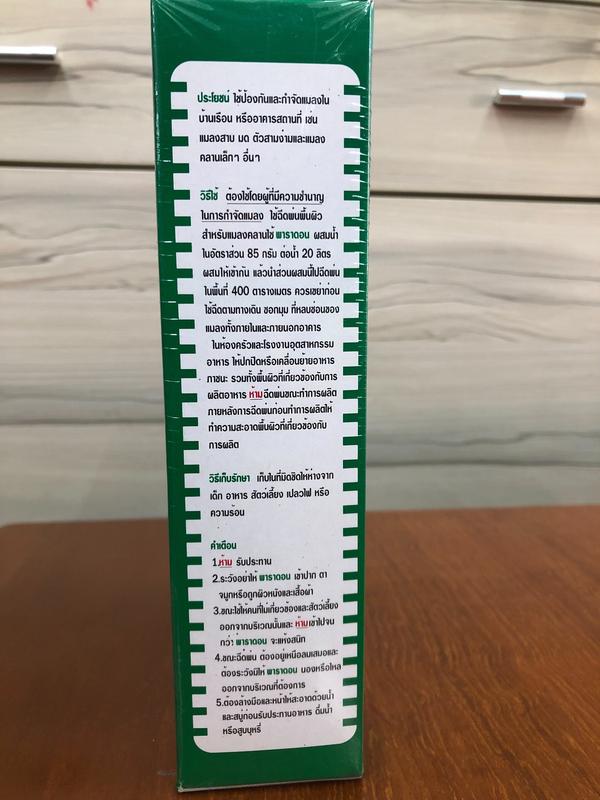 ประโยชน์ ใช้ป้องกันและกำจัดแมลงใน
บ้านเรือน หรืออาคารสถานที่ เช่น
แมลงสาบ มด ตัวสามง่ามและแมลง
คลานเล็กๆ อื่นๆ
วิธีใช้ ต้องใช้โดยผู้ที่มีความชำนาญ
ในการกำจัดแมลง ใช้ฉีดพ่นพื้นผิว
สำหรับแมลงคลานใช้ พาราดอน ผสมน้ำ
ในอัตราส่วน 85 กรัม ต่อน้ำ 20 ลิตร
ผสมให้เข้ากัน แล้วนำส่วนผสมนี้ไปฉีดพ่น
ในพื้นที่ 400 ตารางเมตร ควรเขย่าก่อน
ใช้ฉีดตามทางเดิน ซอกมุม ที่หลบซ่อนของ
แมลงทั้งภายในและภายนอกอาคาร
ในห้องครัวและโรงงานอุตสาหกรรม
อาหาร ให้ปกปิดหรือเคลื่อนย้ายอาหาร
ภาชนะ รวมทั้งพื้นผิวที่เกี่ยวข้องกับการ
ผลิตอาหาร ห้ามฉีดพ่นขณะทำการผลิต
ภายหลังการฉีดพ่นก่อนทำการผลิตให้
ทำความสะอาดพื้นผิวที่เกี่ยวข้องกับ
การผลิต
วิธีเก็บรักษา เก็บในที่มิดชิดให้ห่างจาก
เด็ก อาหาร สัตว์เลี้ยง เปลวไฟ หรือ
ความร้อน
คำเตือน
1.ห้าม รับประทาน
2.ระวังอย่าให้ พาราดอน เข้าปาก ตา
จมูกหรือถูกผิวหนังและเสื้อผ้า
3.ขณะใช้ให้คนที่ไม่เกี่ยวข้องและสัตว์เลี้ยง
ออกจากบริเวณนั้นและ ห้ามเข้าไปจน
กว่า พาราดอน จะแห้งสนิท
4.ขณะฉีดพ่น ต้องอยู่เหนือลมเสมอและ
ต้องระวังมิให้ พาราดอน นองหรือไหล
ออกจากบริเวณที่ต้องการ
5.ต้องล้างมือและหน้าให้สะอาดด้วยน้ำ
และสบู่ก่อนรับประทานอาหาร ดื่มน้ำ
หรือสูบบุหรี่